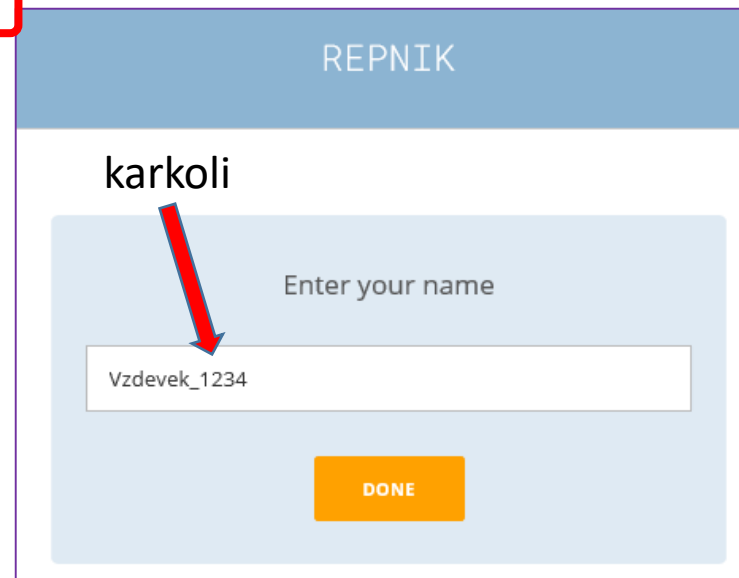 REPNIK
karkoli
Enter your name
Vzdevek_1234
DONE